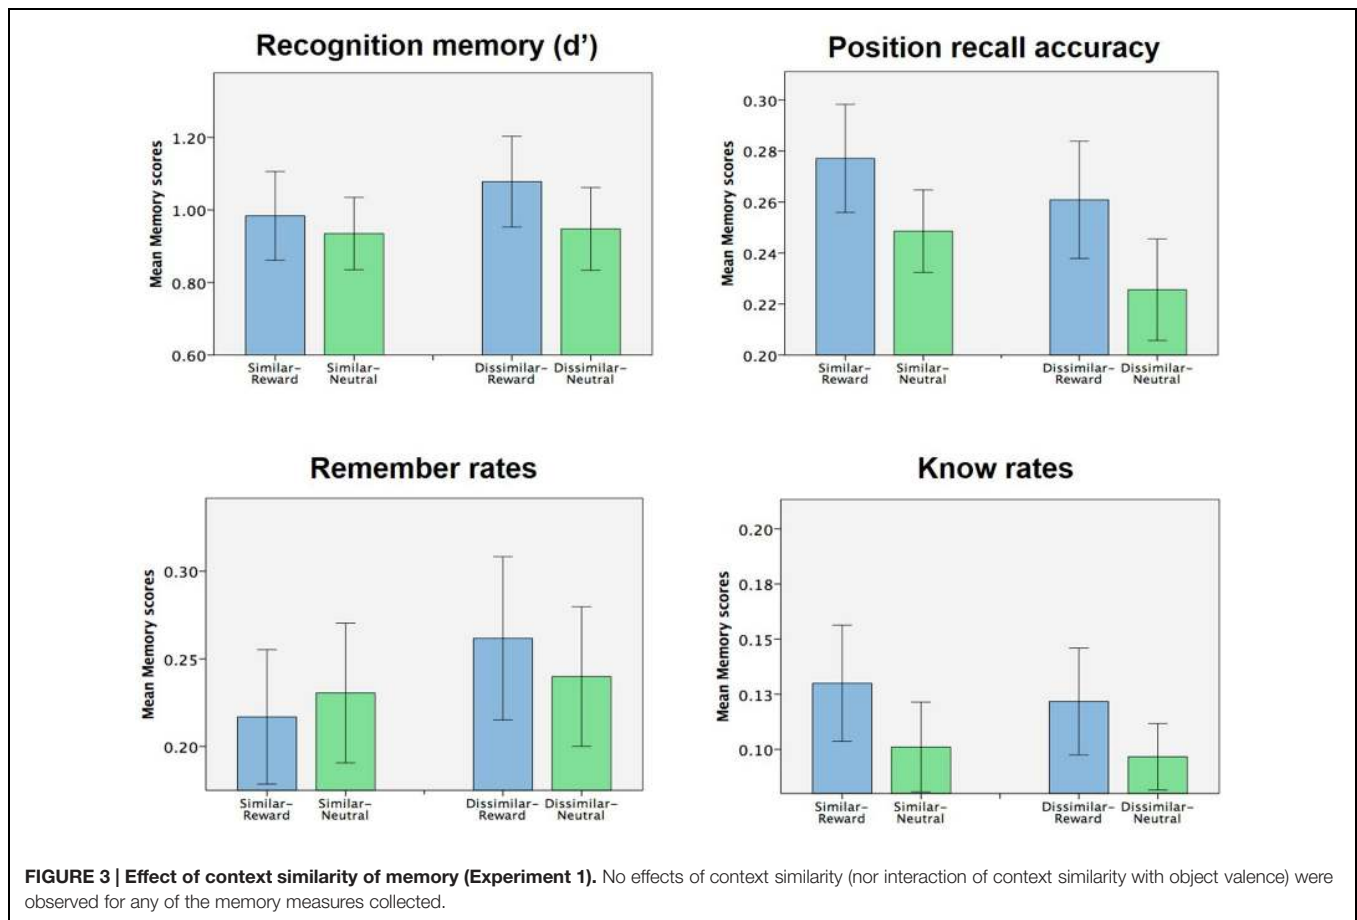 Recognition memory (d’)
Mean Memory scores
1.20
1.00
0.80
0.60
Similar-
Reward
Similar-
Neutral
Dissimilar-
Reward
Dissimilar-
Neutral
Position recall accuracy
Mean Memory scores
0.30
0.28
0.26
0.24
0.22
0.20
Similar-
Reward
Similar-
Neutral
Dissimilar-
Reward
Dissimilar-
Neutral
Remember rates
Mean Memory scores
0.30
0.25
0.20
Similar-
Reward
Similar-
Neutral
Dissimilar-
Reward
Dissimilar-
Neutral
Know rates
Mean Memory scores
0.20
0.18
0.15
0.13
0.10
Similar-
Reward
Similar-
Neutral
Dissimilar-
Reward
Dissimilar-
Neutral
FIGURE 3 | Effect of context similarity of memory (Experiment 1). No effects of context similarity (nor interaction of context similarity with object valence) were
observed for any of the memory measures collected.